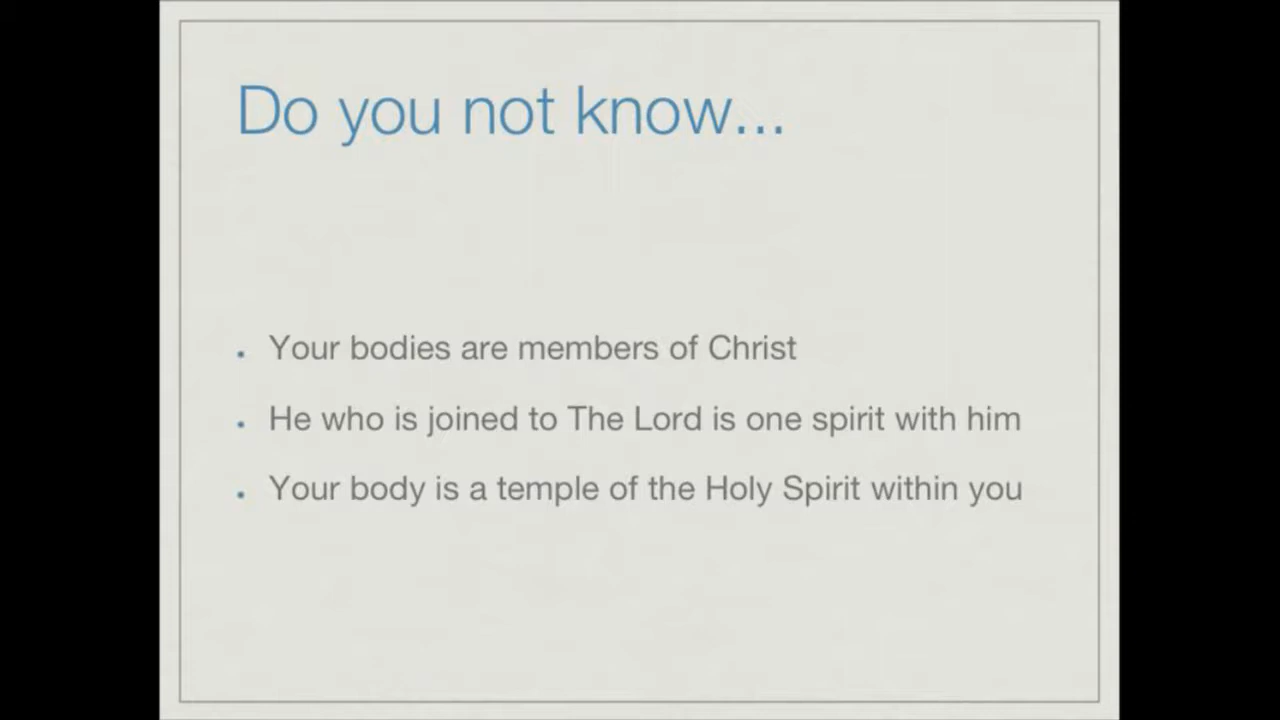 Do you not know...
. Your bodies are members of Christ
. He who is joined to The Lord is one spirit with him
. Your body is a temple of the Holy Spirit within you